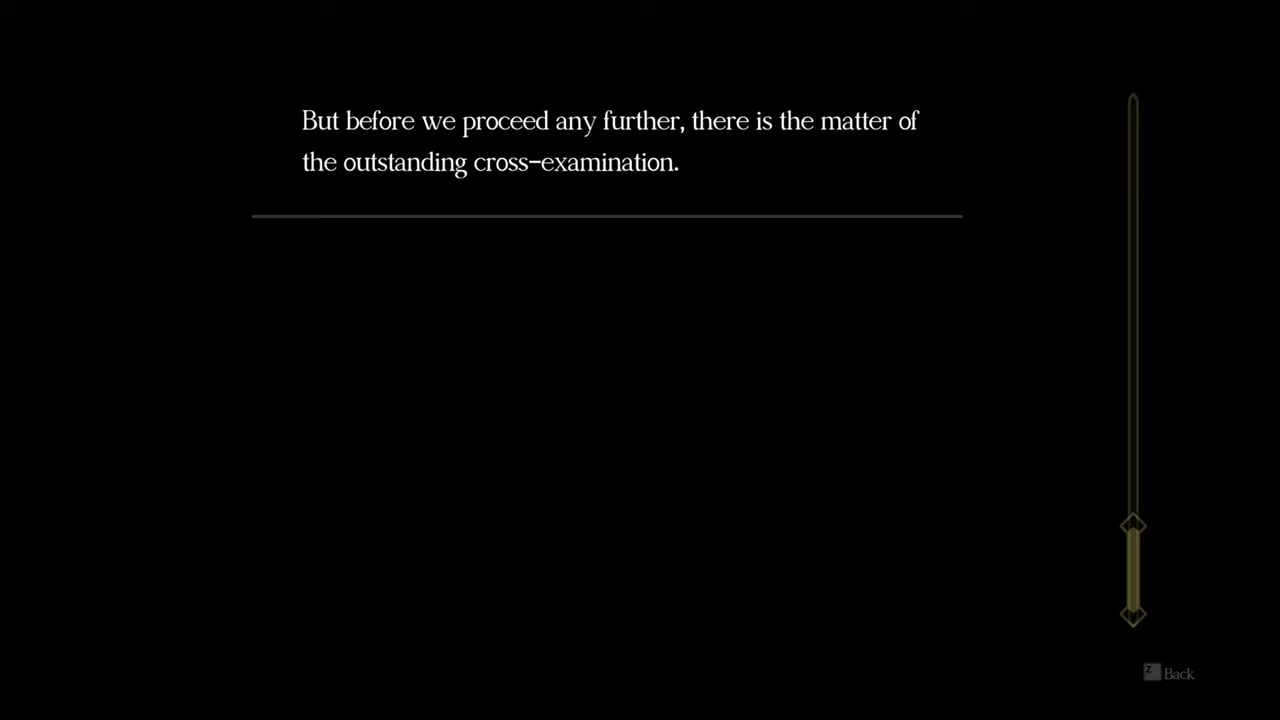 But before we proceed any further, there is the matter of
the outstanding cross-examination.
Z Back